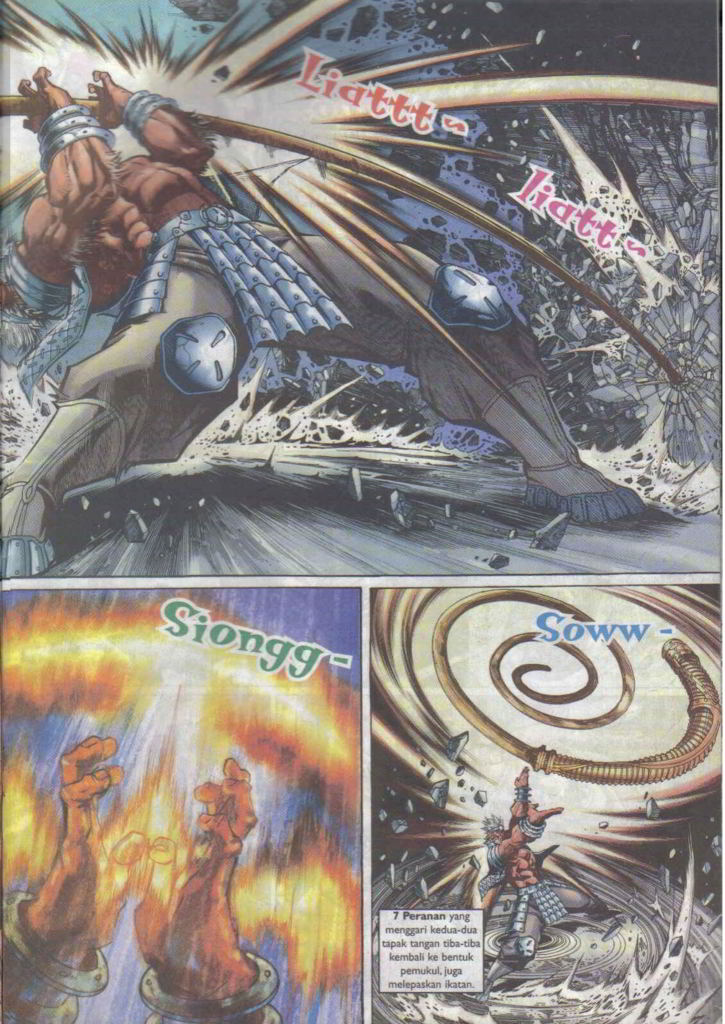 Liattt ~
liatt ~
Siongg -
Soww -
7 Peranan yang
menggari kedua-dua
tapak tangan tiba-tiba
kembali ke bentuk
pemukul, juga
melepaskan ikatan.